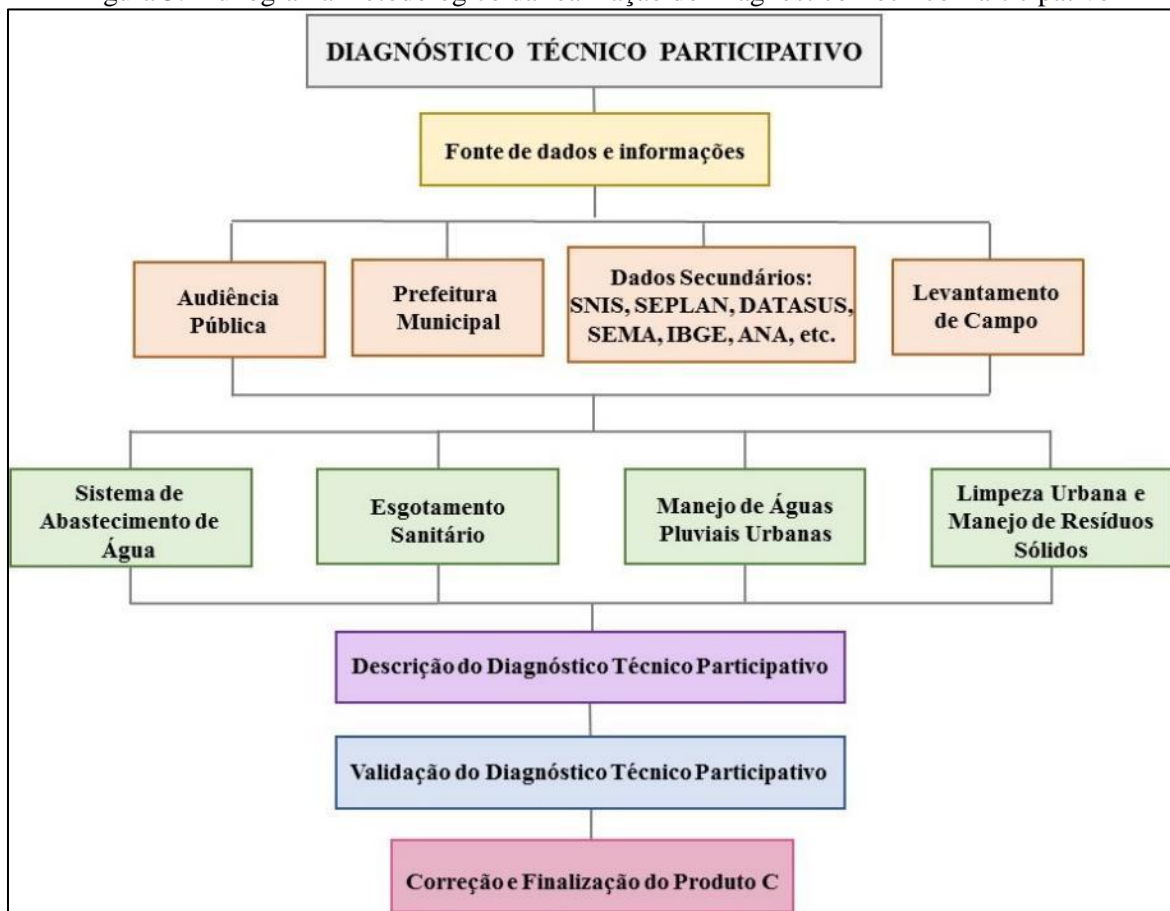 DIAGNÓSTICO TÉCNICO PARTICIPATIVO
Fonte de dados e informações
Audiência
Pública
Prefeitura
Municipal
Dados Secundários:
SNIS, SEPLAN, DATASUS,
SEMA, IBGE, ANA, etc.
Levantamento
de Campo
Sistema de
Abastecimento de
Água
Esgotamento
Sanitário
Manejo de Águas
Pluviais Urbanas
Limpeza Urbana e
Manejo de Resíduos
Sólidos
Descrição do Diagnóstico Técnico Participativo
Validação do Diagnóstico Técnico Participativo
Correção e Finalização do Produto C